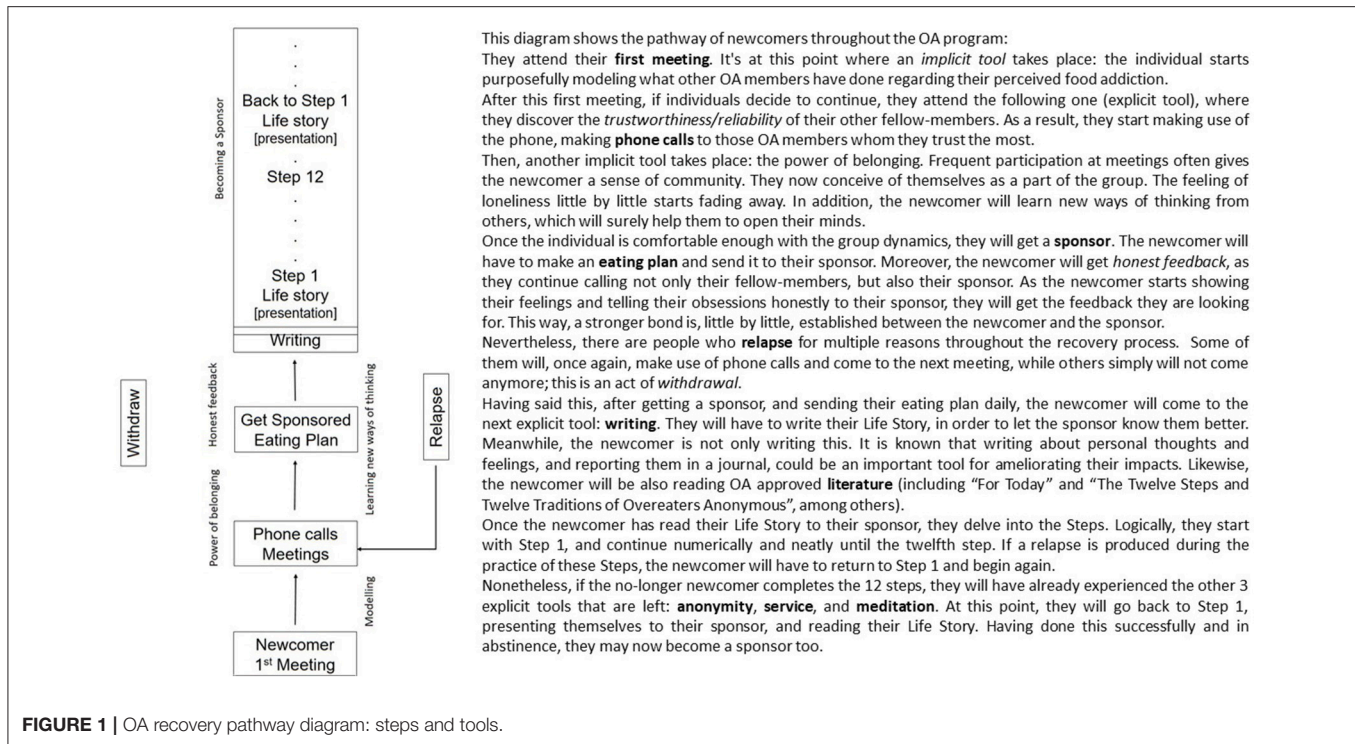 .
.
.
Back to Step 1
Life story
[presentation]
.
.
Step 12
.
.
.
.
.
Step 1
Life story
[presentation]
Writing
Becoming a Sponsor
Withdraw
Honest feedback
Get Sponsored
Eating Plan
Learning new ways of thinking
Relapse
Power of belonging
Phone calls
Meetings
Modelling
Newcomer
1st Meeting
This diagram shows the pathway of newcomers throughout the OA program:
They attend their first meeting. It's at this point where an implicit tool takes place: the individual starts
purposefully modeling what other OA members have done regarding their perceived food addiction.
After this first meeting, if individuals decide to continue, they attend the following one (explicit tool), where
they discover the trustworthiness/reliability of their other fellow-members. As a result, they start making use of
the phone, making phone calls to those OA members whom they trust the most.
Then, another implicit tool takes place: the power of belonging. Frequent participation at meetings often gives
the newcomer a sense of community. They now conceive of themselves as a part of the group. The feeling of
loneliness little by little starts fading away. In addition, the newcomer will learn new ways of thinking from
others, which will surely help them to open their minds.
Once the individual is comfortable enough with the group dynamics, they will get a sponsor. The newcomer will
have to make an eating plan and send it to their sponsor. Moreover, the newcomer will get honest feedback, as
they continue calling not only their fellow-members, but also their sponsor. As the newcomer starts showing
their feelings and telling their obsessions honestly to their sponsor, they will get the feedback they are looking
for. This way, a stronger bond is, little by little, established between the newcomer and the sponsor.
Nevertheless, there are people who relapse for multiple reasons throughout the recovery process. Some of
them will, once again, make use of phone calls and come to the next meeting, while others simply will not come
anymore; this is an act of withdrawal.
Having said this, after getting a sponsor, and sending their eating plan daily, the newcomer will come to the
next explicit tool: writing. They will have to write their Life Story, in order to let the sponsor know them better.
Meanwhile, the newcomer is not only writing this. It is known that writing about personal thoughts and
feelings, and reporting them in a journal, could be an important tool for ameliorating their impacts. Likewise,
the newcomer will be also reading OA approved literature (including “For Today” and “The Twelve Steps and
Twelve Traditions of Overeaters Anonymous”, among others).
Once the newcomer has read their Life Story to their sponsor, they delve into the Steps. Logically, they start
with Step 1, and continue numerically and neatly until the twelfth step. If a relapse is produced during the
practice of these Steps, the newcomer will have to return to Step 1 and begin again.
Nonetheless, if the no-longer newcomer completes the 12 steps, they will have already experienced the other 3
explicit tools that are left: anonymity, service, and meditation. At this point, they will go back to Step 1,
presenting themselves to their sponsor, and reading their Life Story. Having done this successfully and in
abstinence, they may now become a sponsor too.
FIGURE 1 | OA recovery pathway diagram: steps and tools.